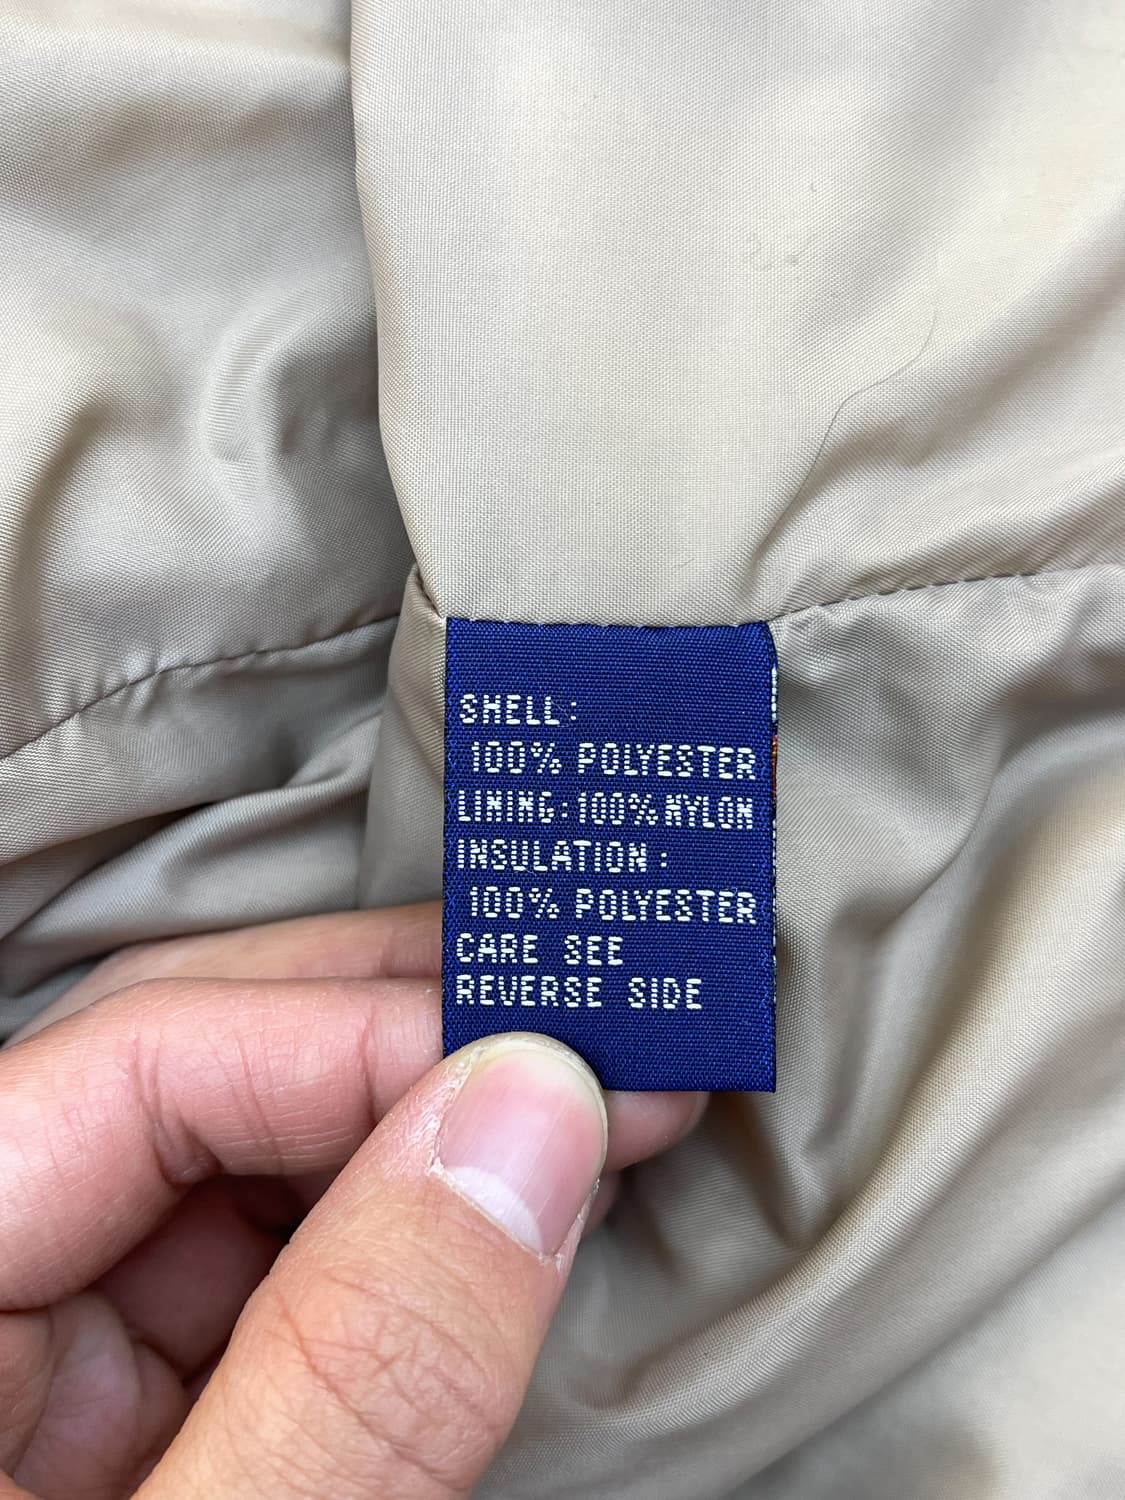 SHELL:
100% POLYESTER
LINING:100% NYLON
INSULATION:
100% POLYESTER
CARE SEE
REVERSE SIDE